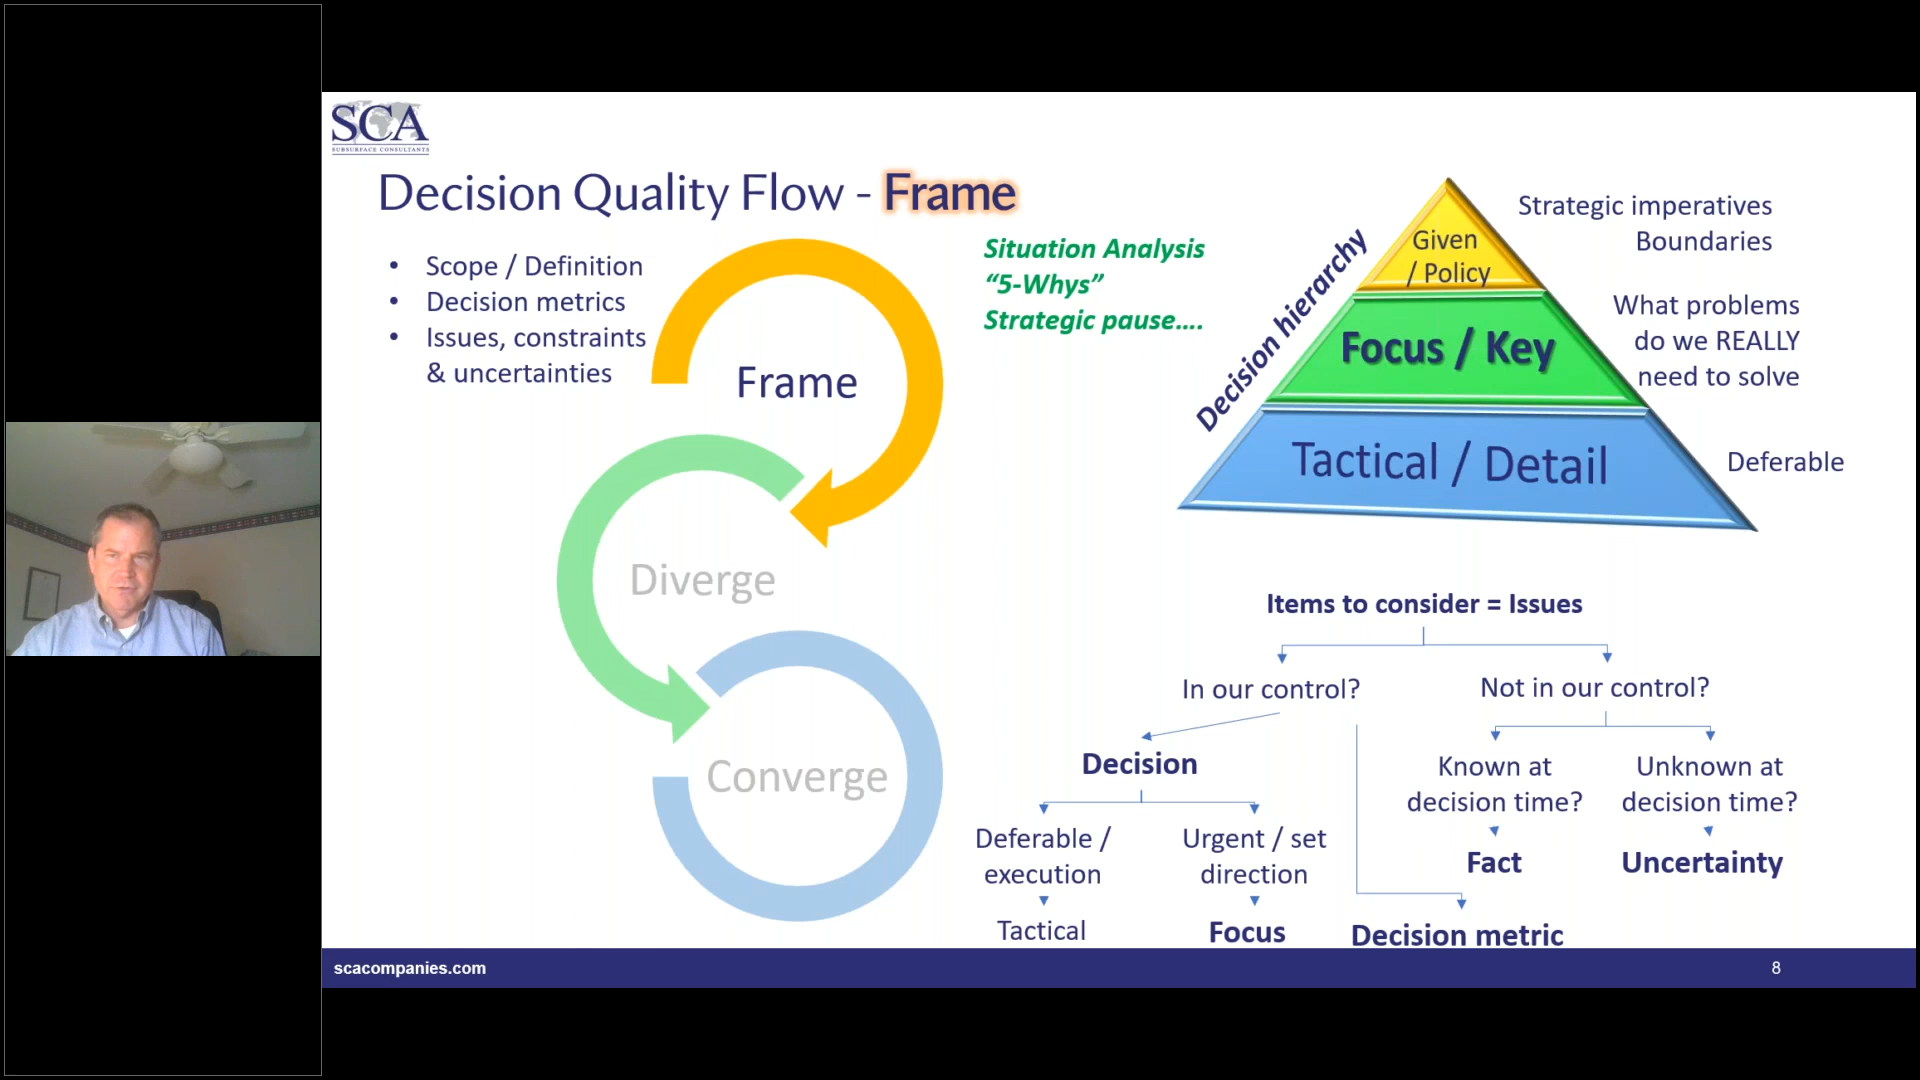 SCA
SUBSURFACE CONSULTANTS
Decision Quality Flow - Frame
• Scope / Definition
• Decision metrics
• Issues, constraints
& uncertainties
Frame
Diverge
Converge
Situation Analysis
“5-Whys”
Strategic pause....
Decision hierarchy
Given
/ Policy
Focus / Key
Tactical / Detail
Strategic imperatives
Boundaries
What problems
do we REALLY
need to solve
Deferable
Items to consider = Issues
In our control?
Not in our control?
Decision
Known at
decision time?
Unknown at
decision time?
Deferable /
execution
Urgent / set
direction
Fact
Uncertainty
Tactical
Focus
Decision metric
scacompanies.com
8